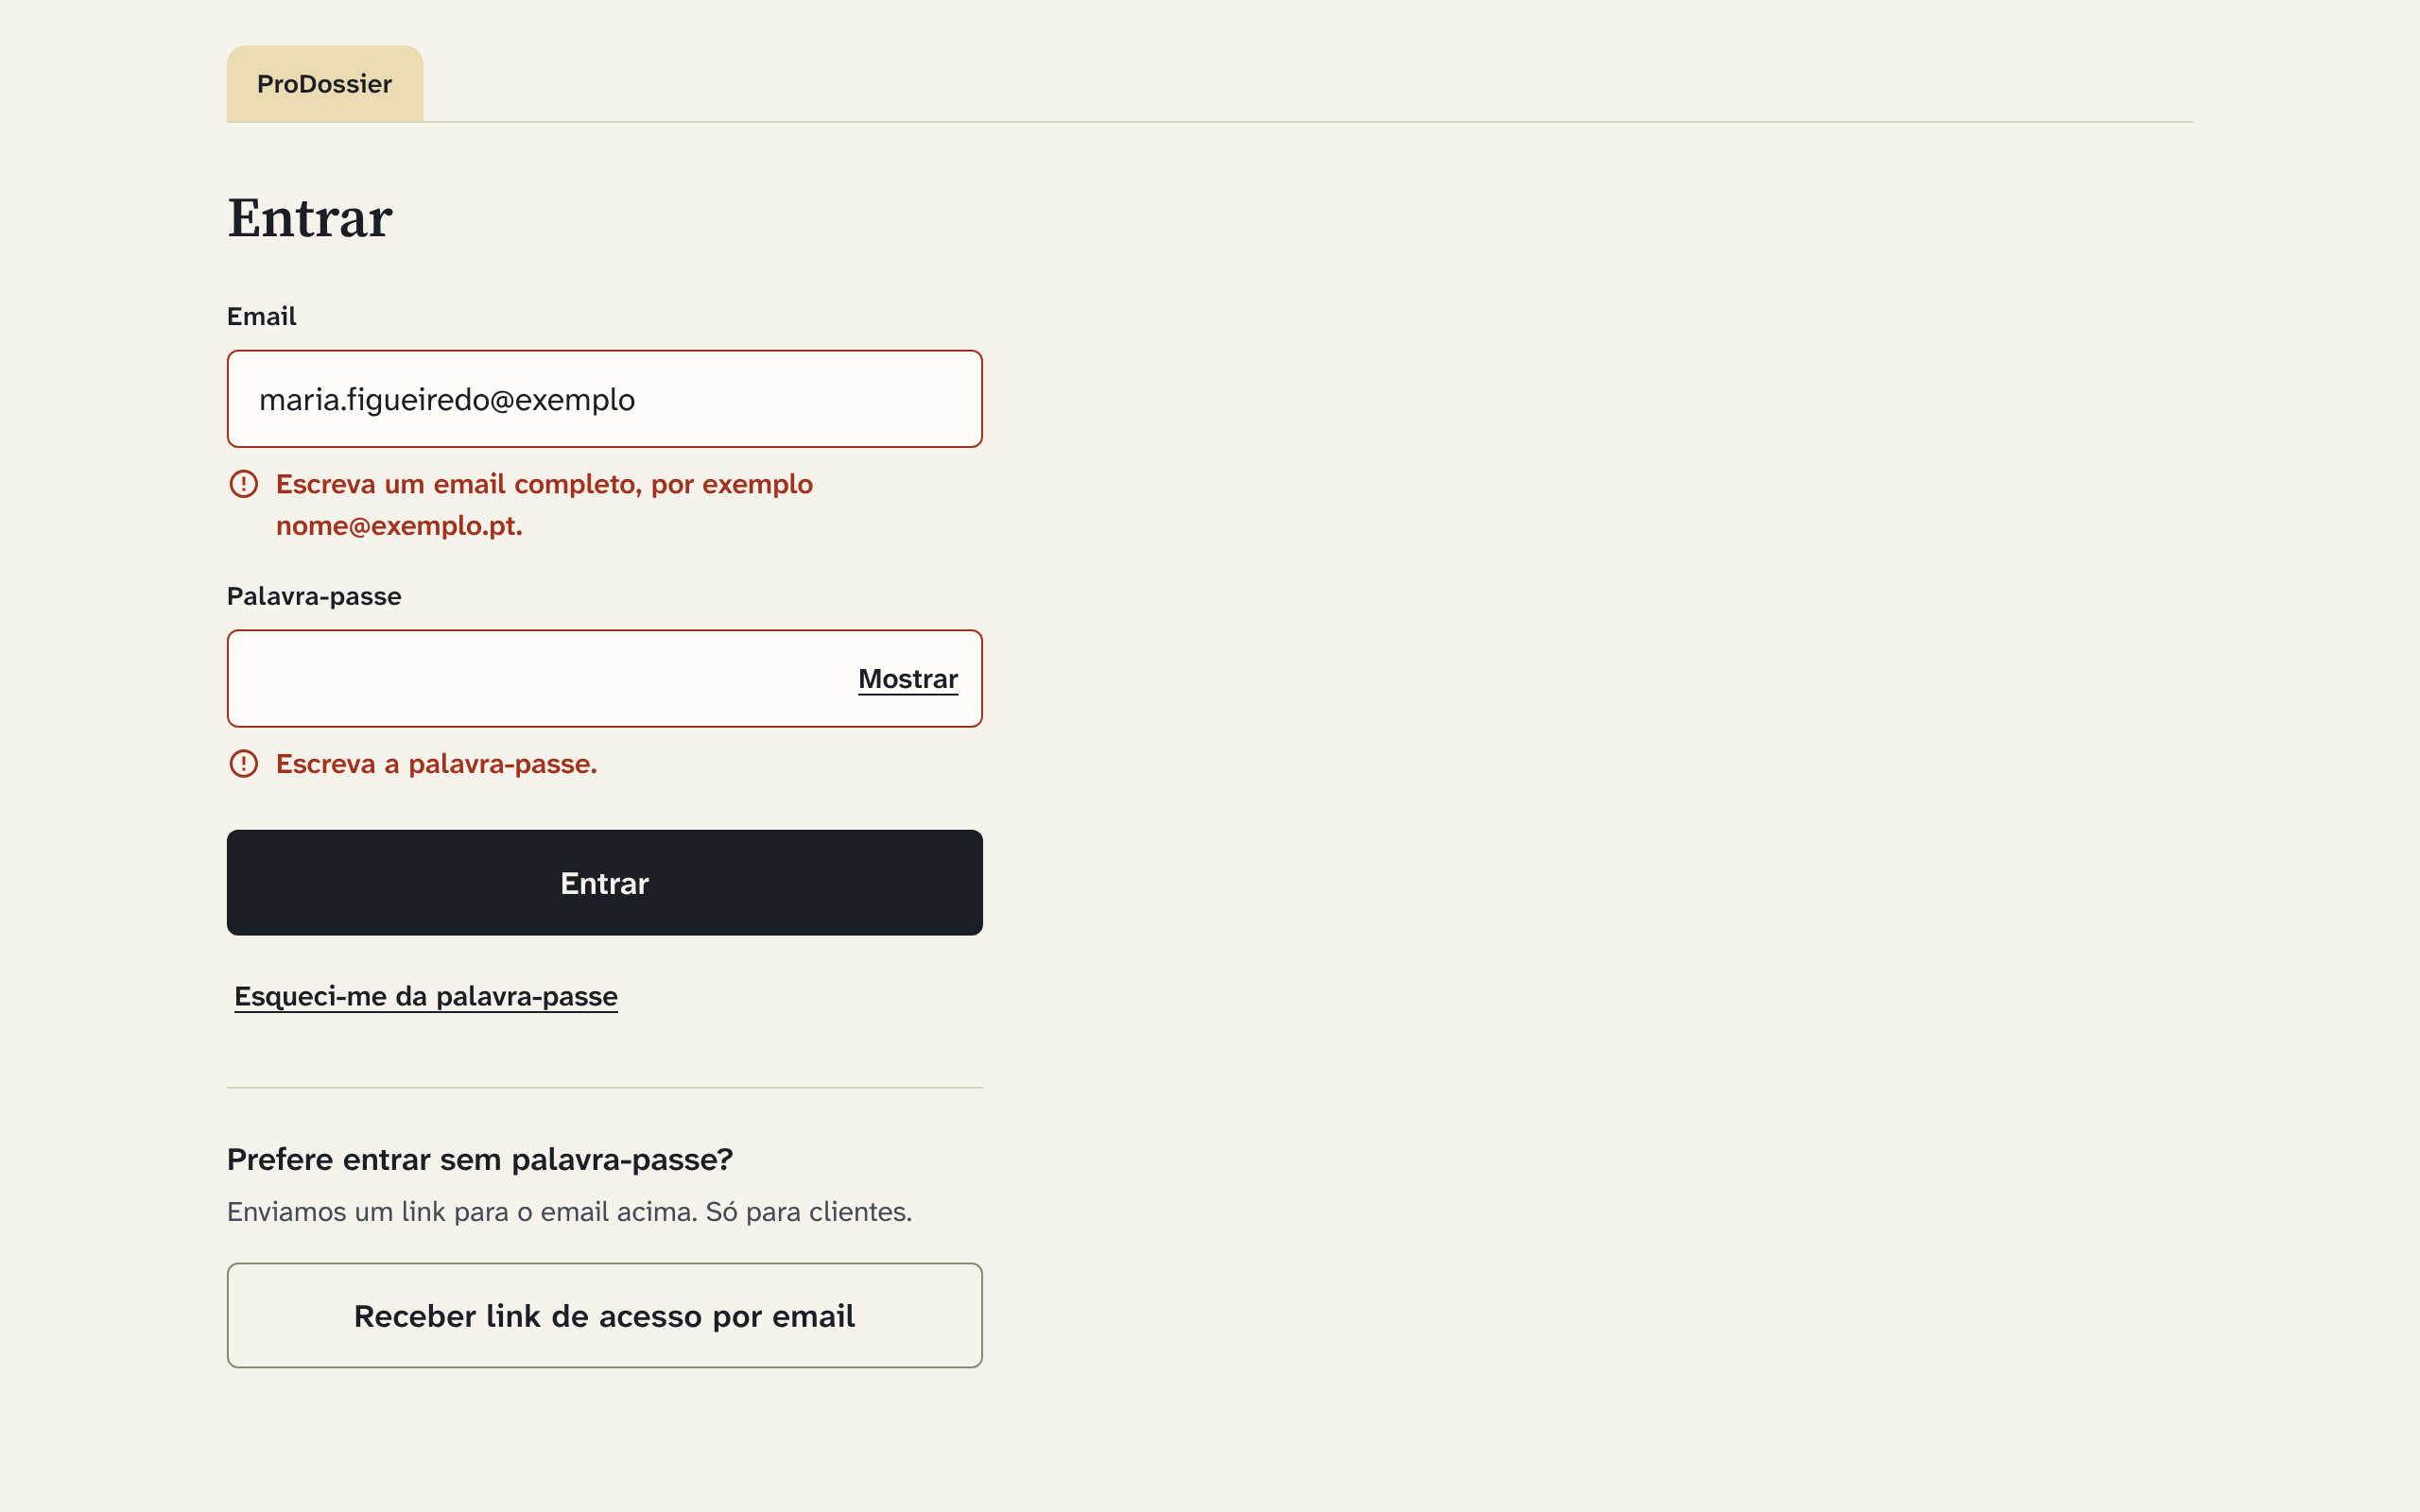 ProDossier
Entrar
Email
maria.figueiredo@exemplo
Escreva um email completo, por exemplo
nome@exemplo.pt.
Palavra-passe
Mostrar
Escreva a palavra-passe.
Entrar
Esqueci-me da palavra-passe
Prefere entrar sem palavra-passe?
Enviamos um link para o email acima. Só para clientes.
Receber link de acesso por email